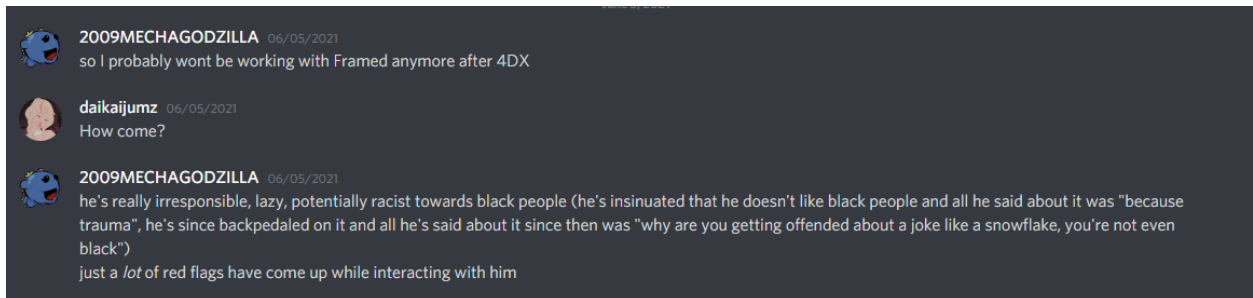 2009MECHAGODZILLA 06/05/2021
so I probably wont be working with Framed anymore after 4DX
daikaijumz 06/05/2021
How come?
2009MECHAGODZILLA 06/05/2021
he's really irresponsible, lazy, potentially racist towards black people (he's insinuated that he doesn't like black people and all he said about it was "because
trauma", he's since backpedaled on it and all he's said about it since then was "why are you getting offended about a joke like a snowflake, you're not even
black")
just a lot of red flags have come up while interacting with him